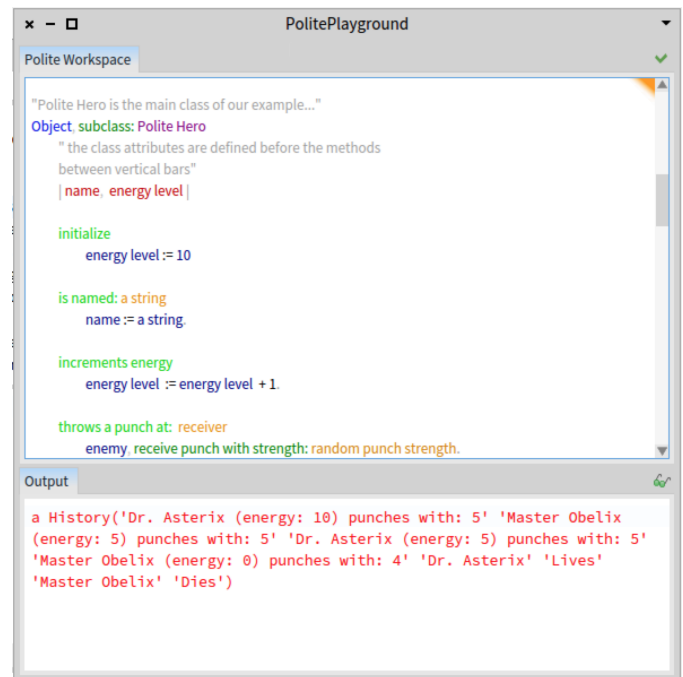 PolitePlayground
Polite Workspace
"Polite Hero is the main class of our example..."
Object, subclass: Polite Hero
" the class attributes are defined before the methods
between vertical bars"
| name, energy level |
initialize
energy level := 10
is named: a string
name := a string.
increments energy
energy level := energy level + 1.
throws a punch at: receiver
enemy, receive punch with strength: random punch strength.
Output
a History('Dr. Asterix (energy: 10) punches with: 5' 'Master Obelix
(energy: 5) punches with: 5' 'Dr. Asterix (energy: 5) punches with: 5'
'Master Obelix (energy: 0) punches with: 4' 'Dr. Asterix' 'Lives'
'Master Obelix' 'Dies')